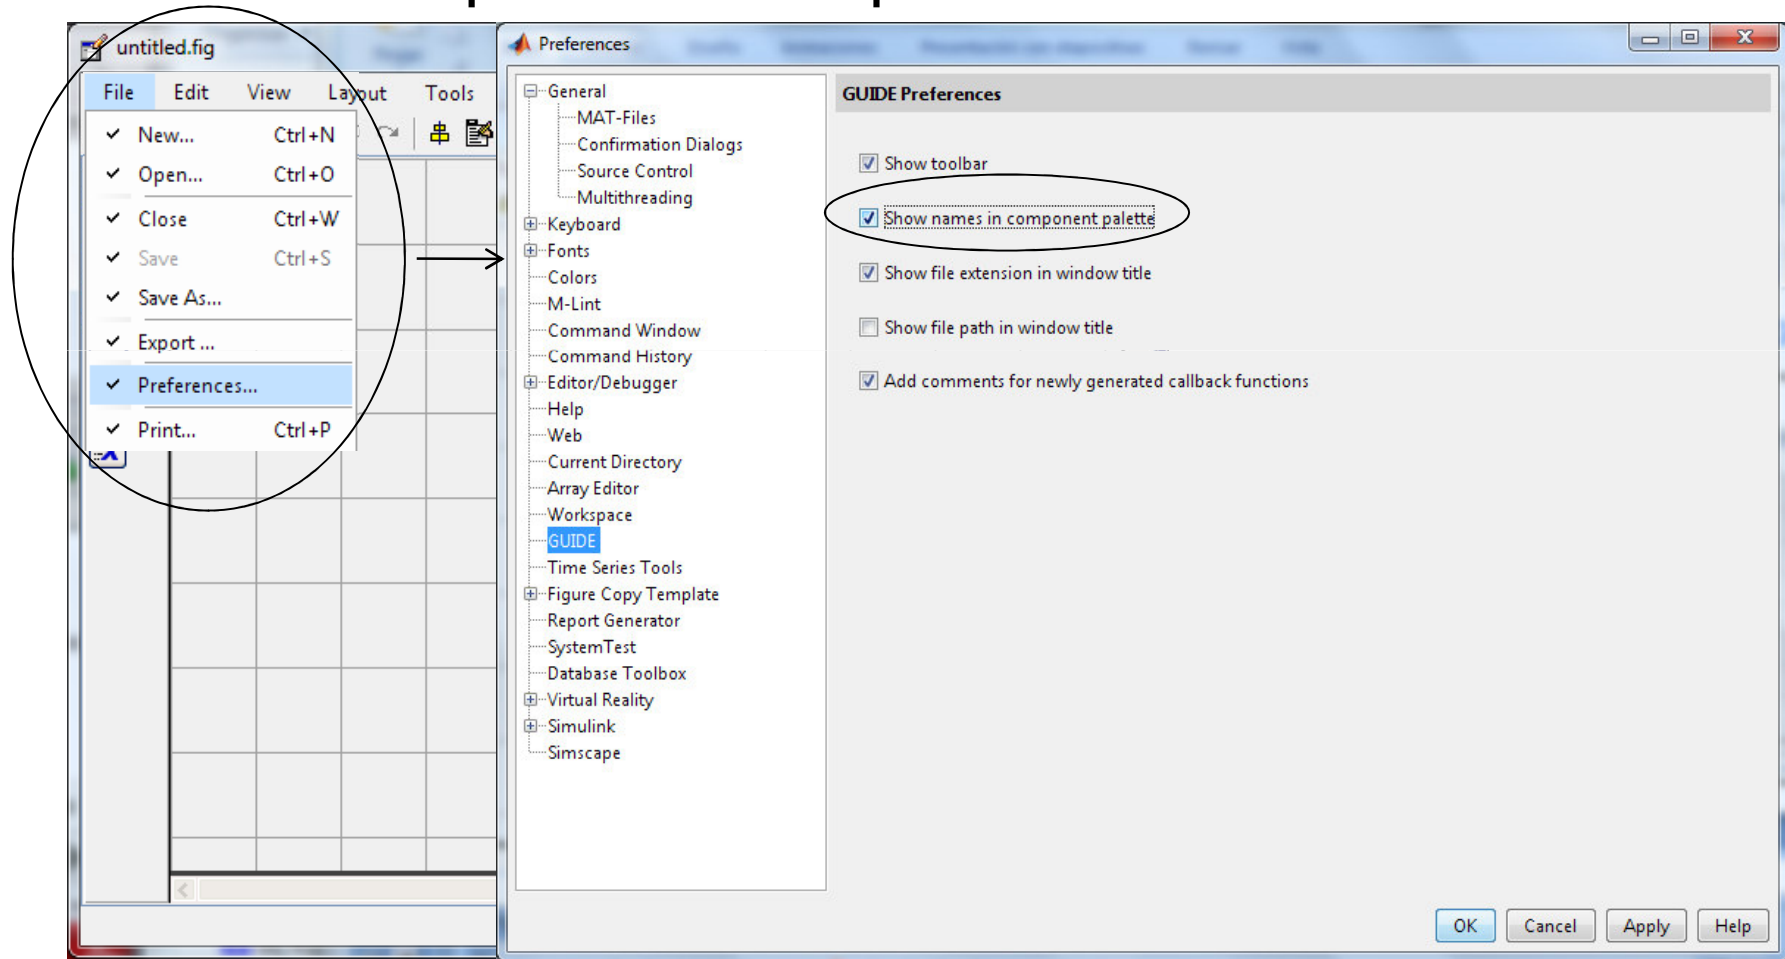 untitled.fig
File Edit View Layout Tools
New... Ctrl+N
Open... Ctrl+O
Close Ctrl+W
Save Ctrl+S
Save As...
Export ...
Preferences...
Print... Ctrl+P
Preferences
General
MAT-Files
Confirmation Dialogs
Source Control
Multithreading
Keyboard
Fonts
Colors
M-Lint
Command Window
Command History
Editor/Debugger
Help
Web
Current Directory
Array Editor
Workspace
GUIDE
Time Series Tools
Figure Copy Template
Report Generator
SystemTest
Database Toolbox
Virtual Reality
Simulink
Simscape
GUIDE Preferences
Show toolbar
Show names in component palette
Show file extension in window title
Show file path in window title
Add comments for newly generated callback functions
OK Cancel Apply Help